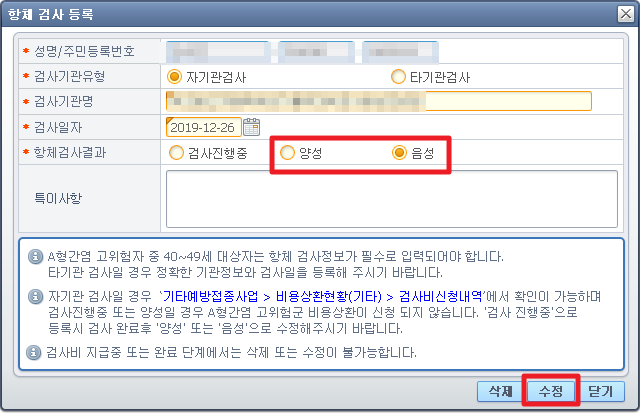 항체 검사 등록
* 성명/주민등록번호
* 검사기관유형 자기관검사 타기관검사
* 검사기관명
* 검사일자 2019-12-26
* 항체검사결과 검사진행중 양성 음성
특이사항
A형간염 고위험자 중 40~49세 대상자는 항체 검사정보가 필수로 입력되어야 합니다.
타기관 검사일 경우 정확한 기관정보와 검사일을 등록해 주시기 바랍니다.
자기관 검사일 경우 '기타예방접종사업 > 비용상환현황(기타) > 검사비신청내역'에서 확인이 가능하며
검사진행중 또는 양성일 경우 A형간염 고위험군 비용상환이 신청 되지 않습니다. '검사 진행중'으로
등록시 검사 완료후 '양성' 또는 '음성'으로 수정해주시기 바랍니다.
검사비 지급중 또는 완료 단계에서는 삭제 또는 수정이 불가능합니다.
삭제 수정 닫기